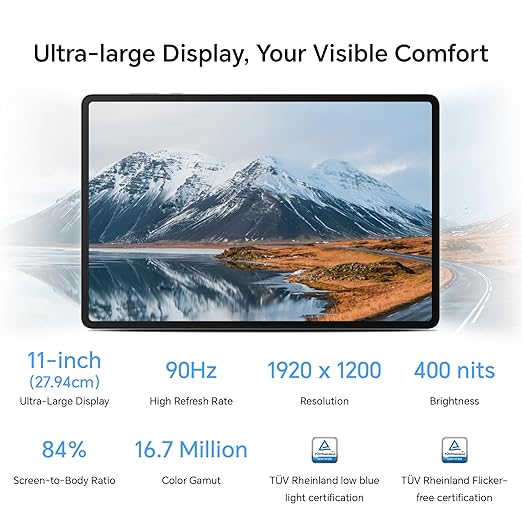 Ultra-large Display, Your Visible Comfort
11-inch
(27.94cm)
Ultra-Large Display
90Hz
High Refresh Rate
1920 x 1200
Resolution
400 nits
Brightness
84%
Screen-to-Body Ratio
16.7 Million
Color Gamut
TÜVRheinland
TÜV Rheinland low blue
light certification
TÜVRheinland
TÜV Rheinland Flicker-
free certification